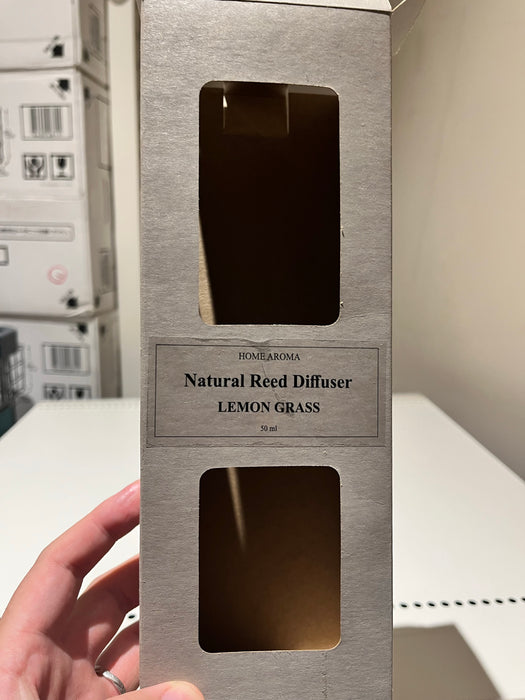 HOME AROMA
Natural Reed Diffuser
LEMON GRASS
50 ml